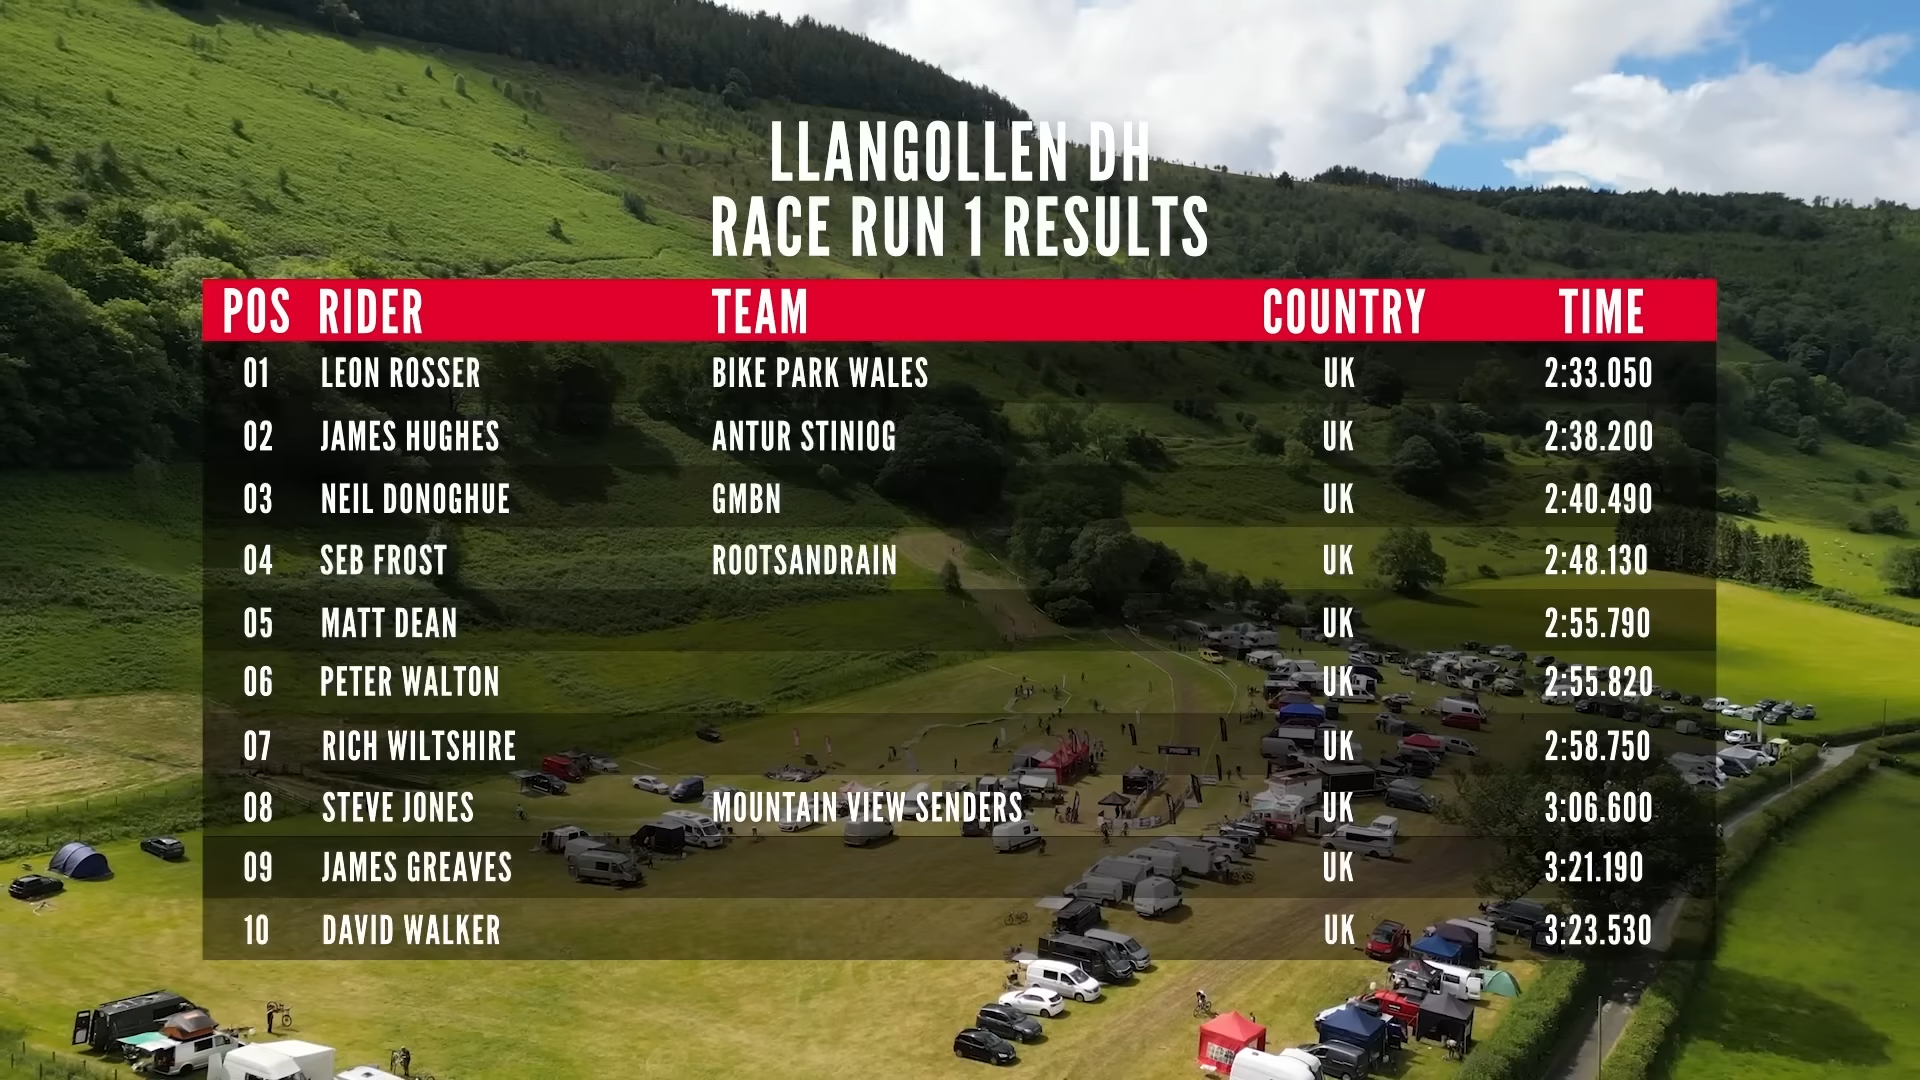 LLANGOLLEN DH
RACE RUN 1 RESULTS
POS RIDER TEAM COUNTRY TIME
01 LEON ROSSER BIKE PARK WALES UK 2:33.050
02 JAMES HUGHES ANTUR STINIOG UK 2:38.200
03 NEIL DONOGHUE GMBN UK 2:40.490
04 SEB FROST ROOTSANDRAIN UK 2:48.130
05 MATT DEAN UK 2:55.790
06 PETER WALTON UK 2:55.820
07 RICH WILTSHIRE UK 2:58.750
08 STEVE JONES MOUNTAIN VIEW SENDERS UK 3:06.600
09 JAMES GREAVES UK 3:21.190
10 DAVID WALKER UK 3:23.530